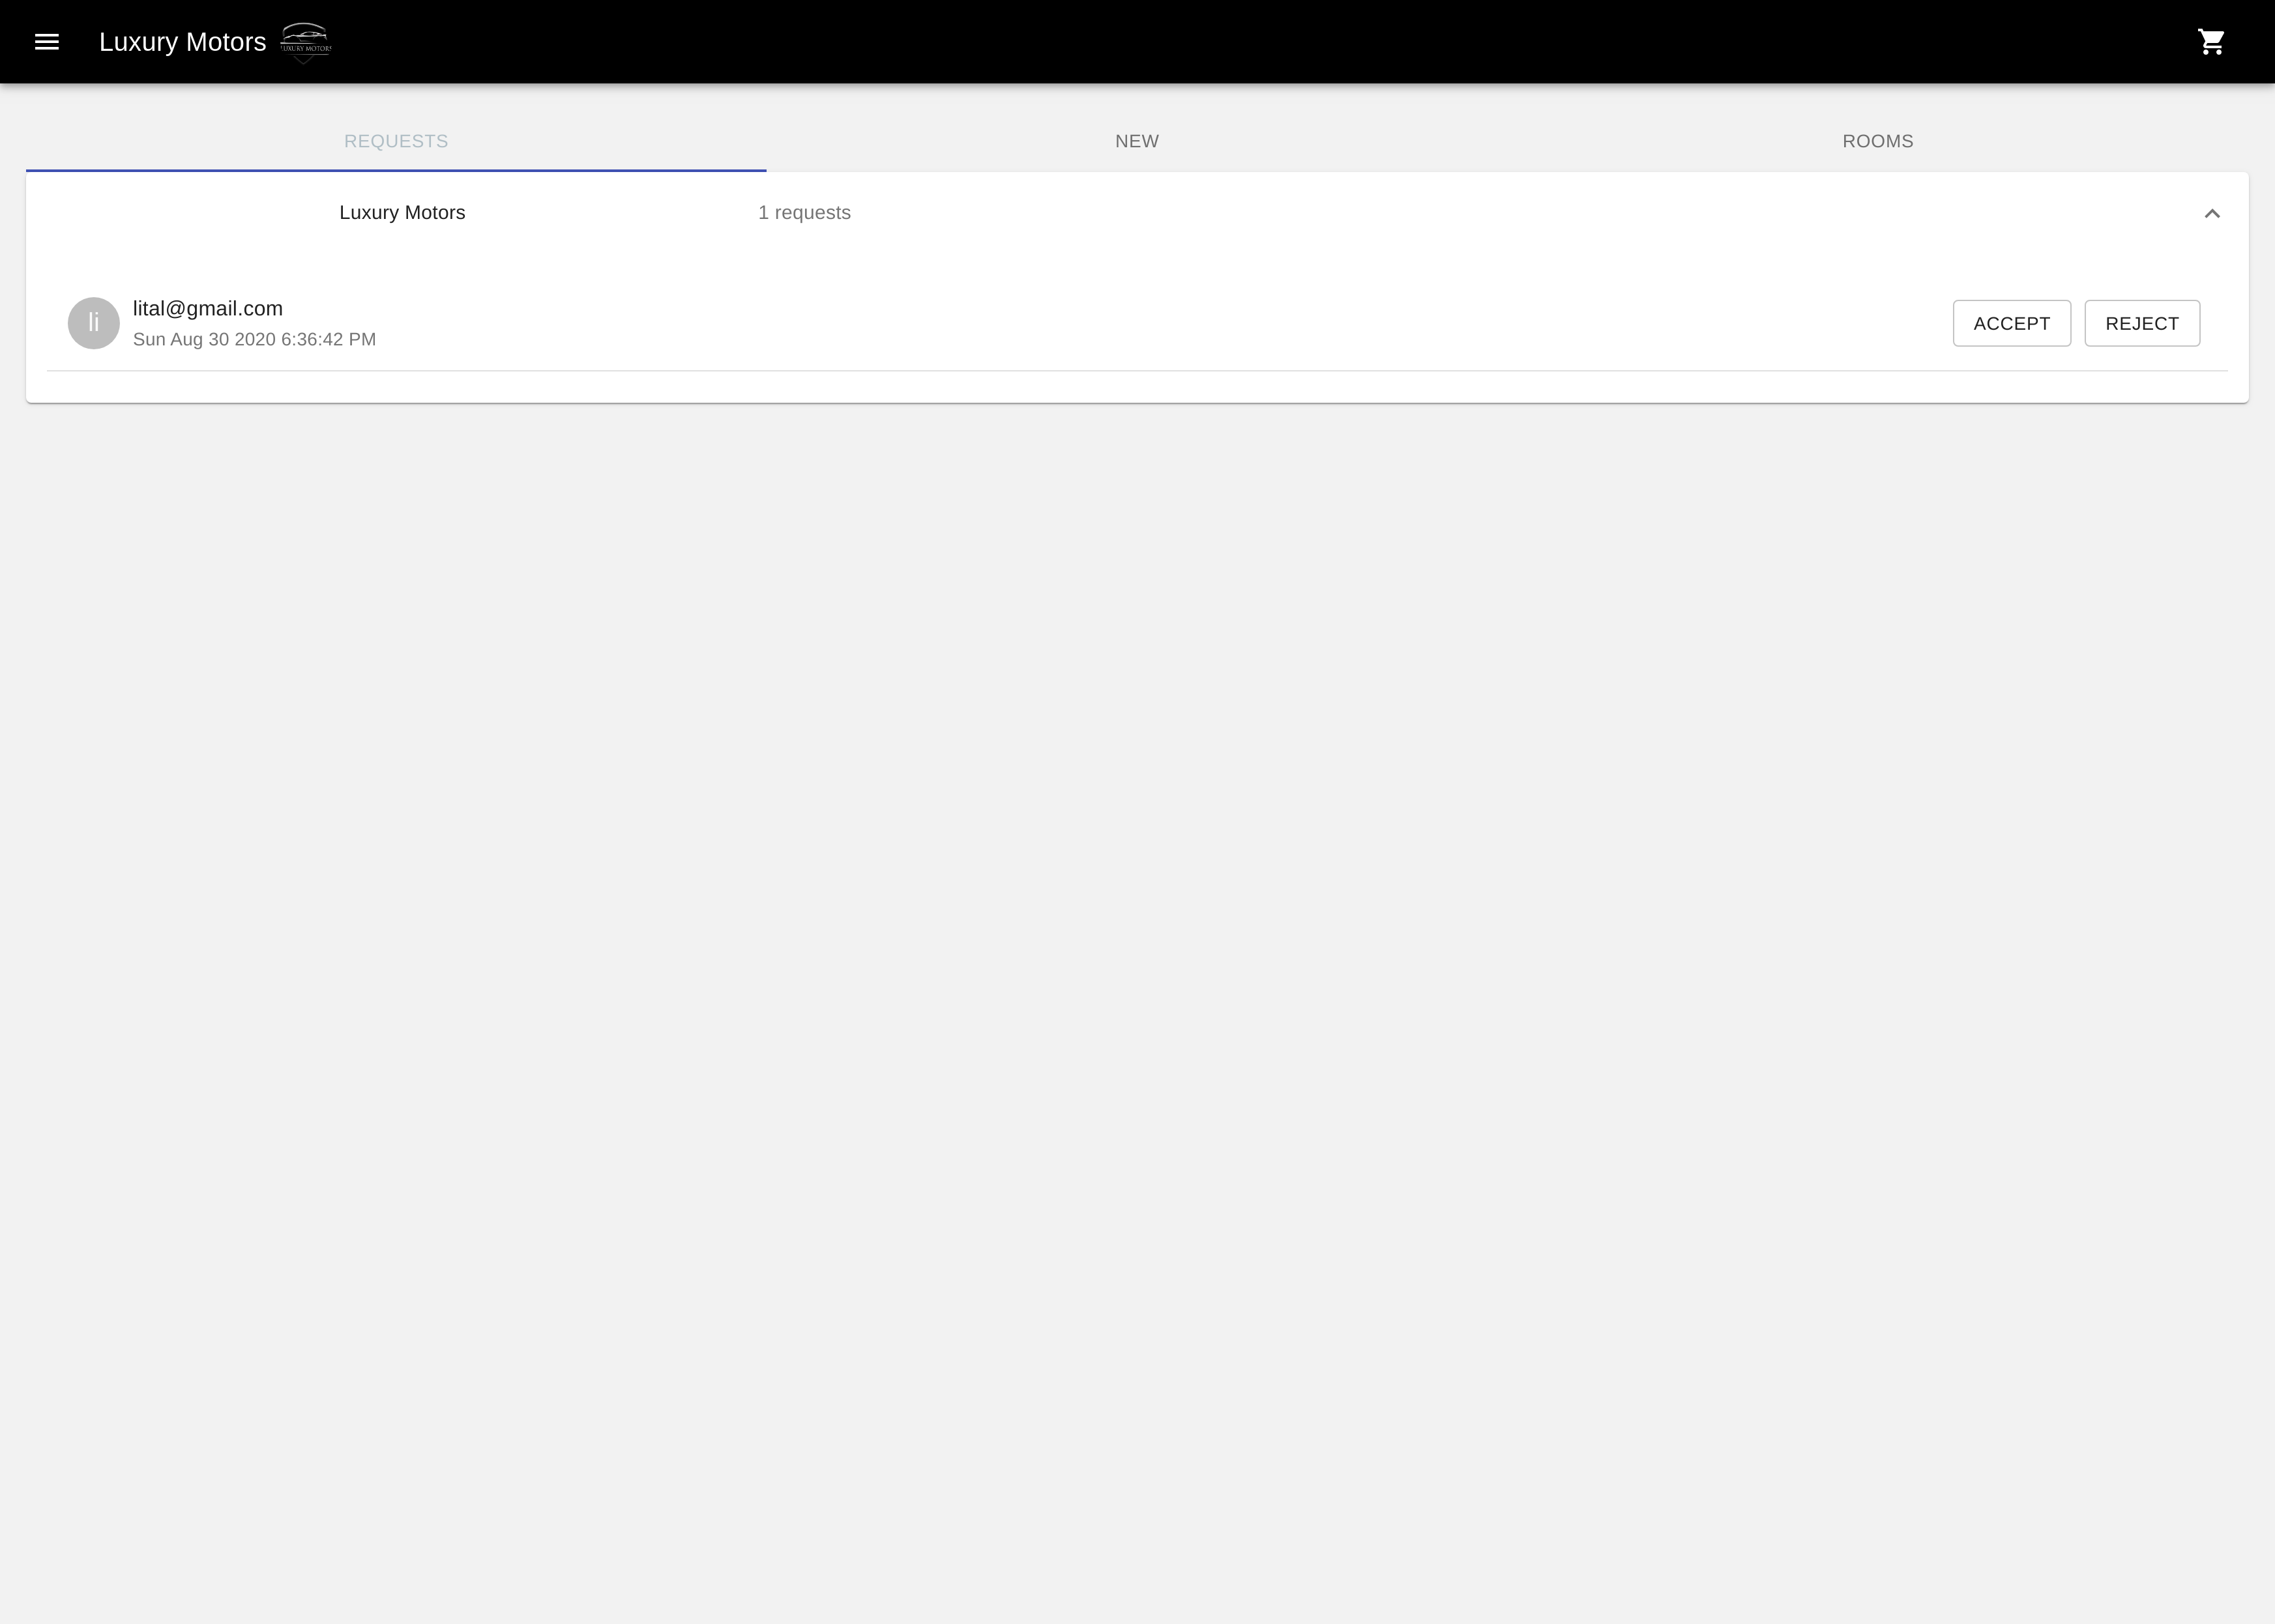 Luxury Motors
LUXURY MOTORS
REQUESTS
NEW
ROOMS
Luxury Motors
1 requests
li
lital@gmail.com
Sun Aug 30 2020 6:36:42 PM
ACCEPT
REJECT